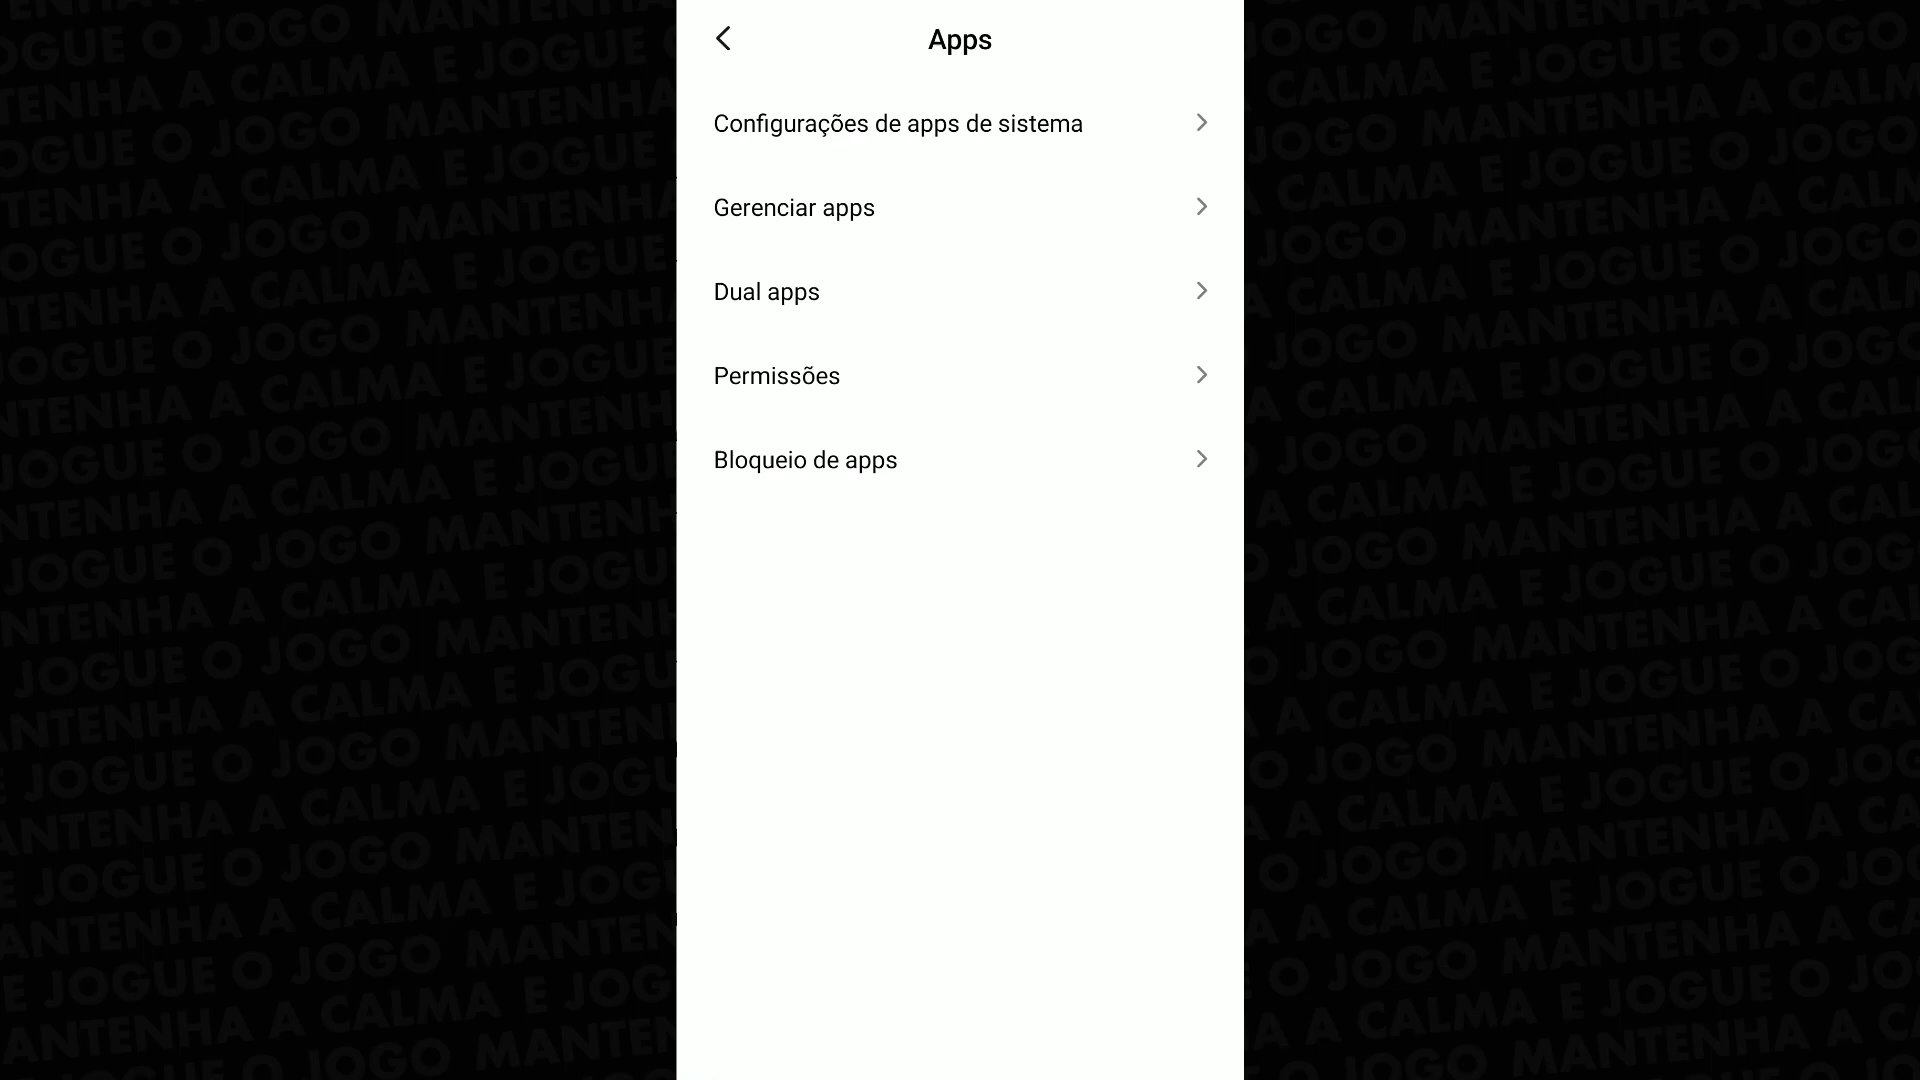 Apps
Configurações de apps de sistema
Gerenciar apps
Dual apps
Permissões
Bloqueio de apps
MANTENHA A CALMA E JOGUE O JOGO